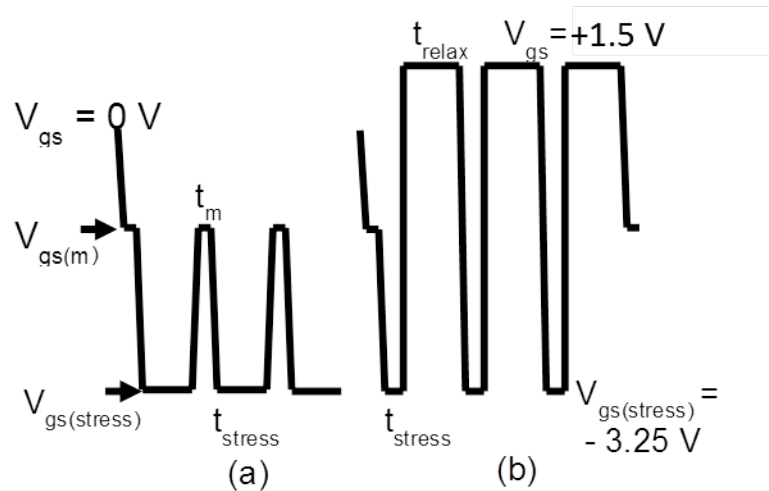 t_relax V_gs = +1.5 V
V_gs = 0 V
t_m
V_gs(m)
V_gs(stress)
t_stress
t_stress
V_gs(stress) =
- 3.25 V
(a)
(b)